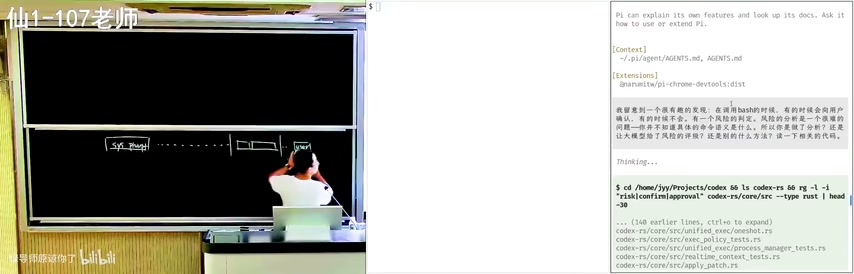 仙1-107老师
sys prompt
user
导师原谅你了 bilibili
$
Pi can explain its own features and look up its docs. Ask it
how to use or extend Pi.
[Context]
~/.pi/agent/AGENTS.md, AGENTS.md
[Extensions]
@narumitw/pi-chrome-devtools:dist
我留意到一个很有趣的发现：在调用bash的时候，有的时候会向用户
确认，有的时候不会。有一个风险的判定。风险的分析是一个很难的
问题——你并不知道具体的命令语义是什么。所以你是做了分析？还是
让大模型给了风险的评级？还是别的什么方法？读一下相关的代码。
Thinking...
$ cd /home/jyy/Projects/codex && ls codex-rs && rg -l -i
"risk|confirm|approval" codex-rs/core/src --type rust | head
-30
... (140 earlier lines, ctrl+o to expand)
codex-rs/core/src/unified_exec/oneshot.rs
codex-rs/core/src/exec_policy_tests.rs
codex-rs/core/src/unified_exec/process_manager_tests.rs
codex-rs/core/src/realtime_context_tests.rs
codex-rs/core/src/apply_patch.rs